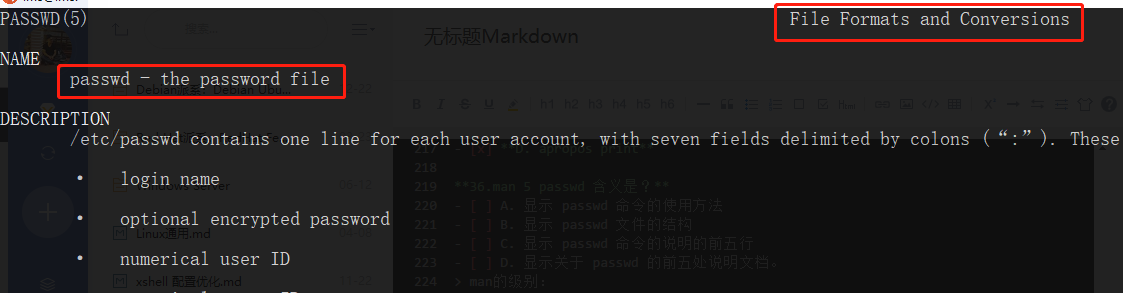 PASSWD(5) File Formats and Conversions
无标题Markdown
NAME
passwd - the password file
B I S U h1 h2 h3 h4 h5 h6
DESCRIPTION
/etc/passwd contains one line for each user account, with seven fields delimited by colons (“:”). These
218
• login name
219 **36.man 5 passwd 含义是？**
220 - [ ] A. 显示 passwd 命令的使用方法
• optional encrypted password
221 - [ ] B. 显示 passwd 文件的结构
Linux通用.md
222 - [ ] C. 显示 passwd 命令的说明的前五行
• numerical user ID
223 - [ ] D. 显示关于 passwd 的前五处说明文档。
xshell 配置优化.md
224 > man的级别：